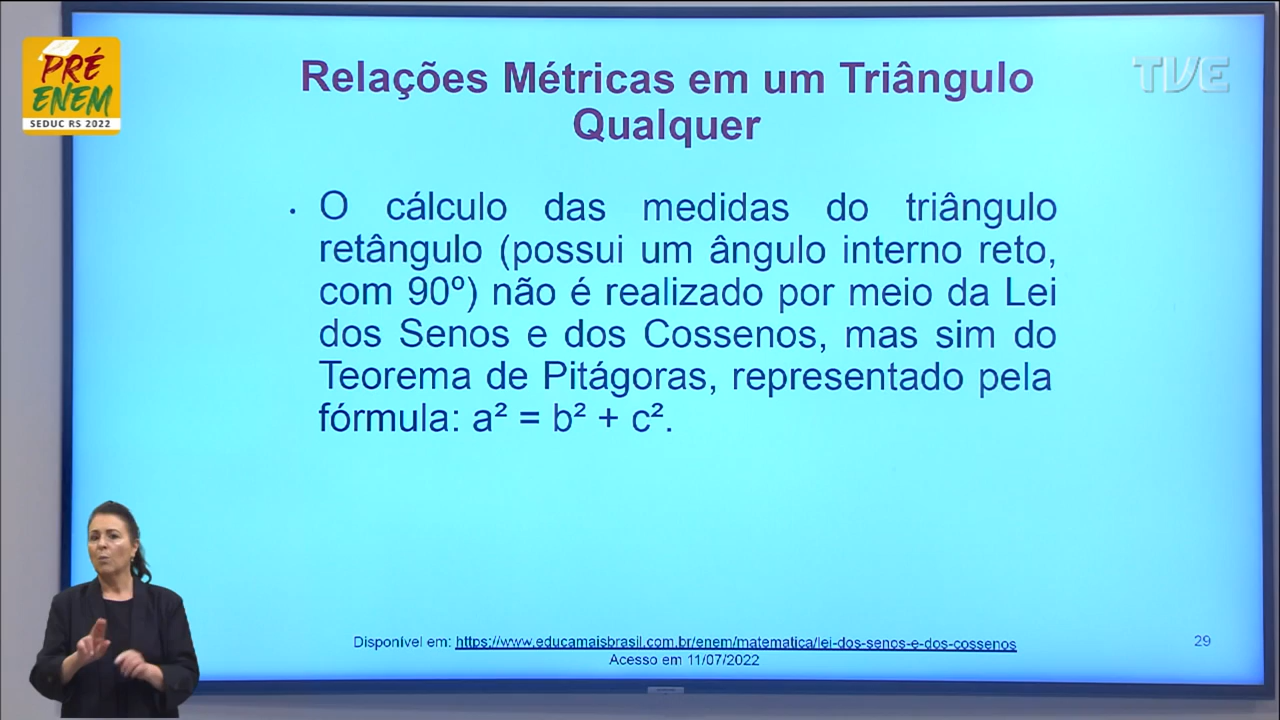 PRÉ
ENEM
SEDUC RS 2022
TVE
Relações Métricas em um Triângulo
Qualquer
• O cálculo das medidas do triângulo
retângulo (possui um ângulo interno reto,
com 90º) não é realizado por meio da Lei
dos Senos e dos Cossenos, mas sim do
Teorema de Pitágoras, representado pela
fórmula: a² = b² + c².
Disponível em: https://www.educamaisbrasil.com.br/enem/matematica/lei-dos-senos-e-dos-cossenos
Acesso em 11/07/2022
29